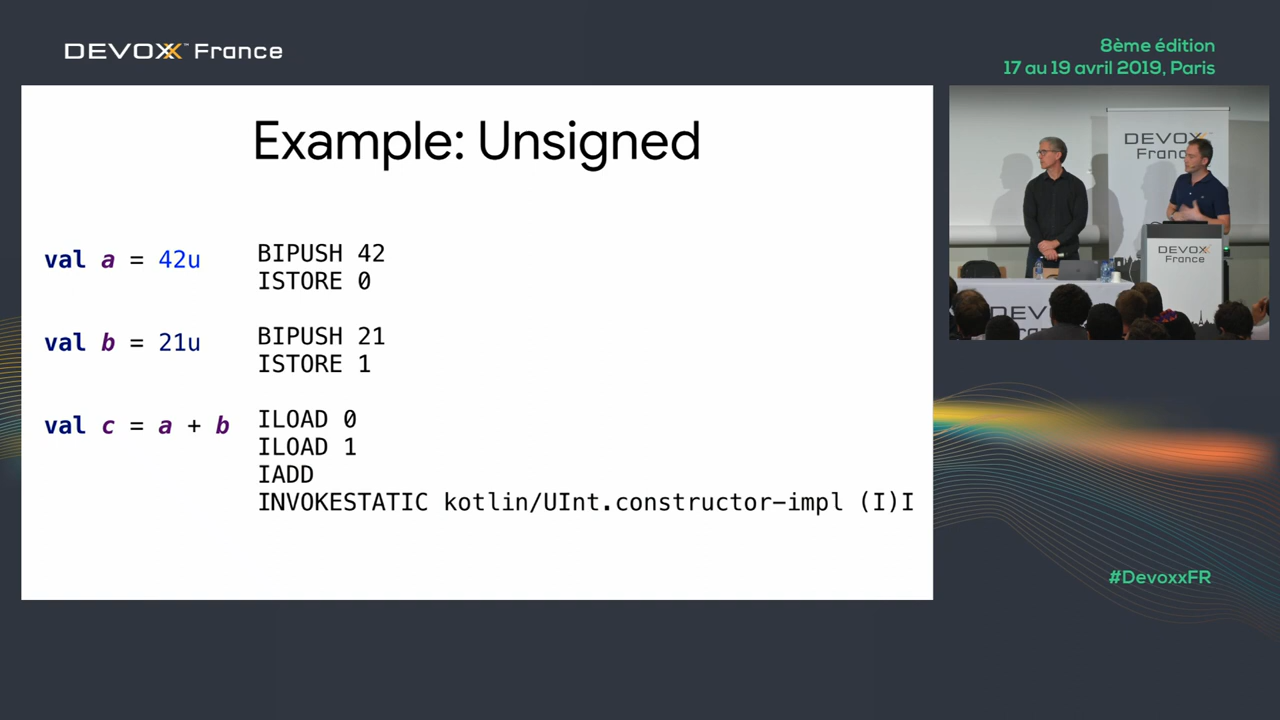 DEVOXX™ France
8ème édition
17 au 19 avril 2019, Paris
Example: Unsigned
val a = 42u
BIPUSH 42
ISTORE 0
val b = 21u
BIPUSH 21
ISTORE 1
val c = a + b
ILOAD 0
ILOAD 1
IADD
INVOKESTATIC kotlin/UInt.constructor-impl (I)I
DEVOXX
France
DEVOXX
France
DEV
#DevoxxFR